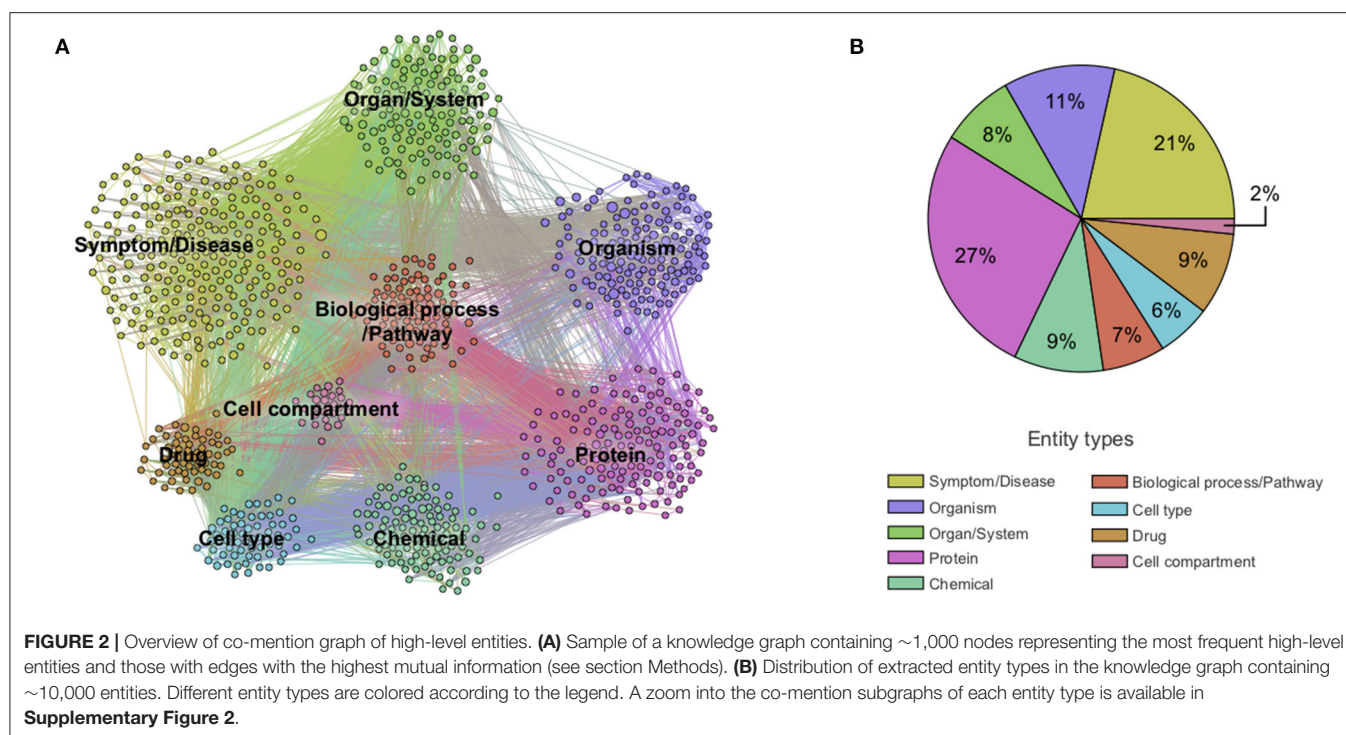 A
Organ/System
Symptom/Disease
Organism
Biological process
/Pathway
Cell compartment
Drug
Protein
Cell type
Chemical
B
11%
21%
8%
2%
27%
9%
6%
7%
9%
Entity types
Symptom/Disease
Organism
Organ/System
Protein
Chemical
Biological process/Pathway
Cell type
Drug
Cell compartment
FIGURE 2 | Overview of co-mention graph of high-level entities. (A) Sample of a knowledge graph containing ∼1,000 nodes representing the most frequent high-level
entities and those with edges with the highest mutual information (see section Methods). (B) Distribution of extracted entity types in the knowledge graph containing
∼10,000 entities. Different entity types are colored according to the legend. A zoom into the co-mention subgraphs of each entity type is available in
Supplementary Figure 2.